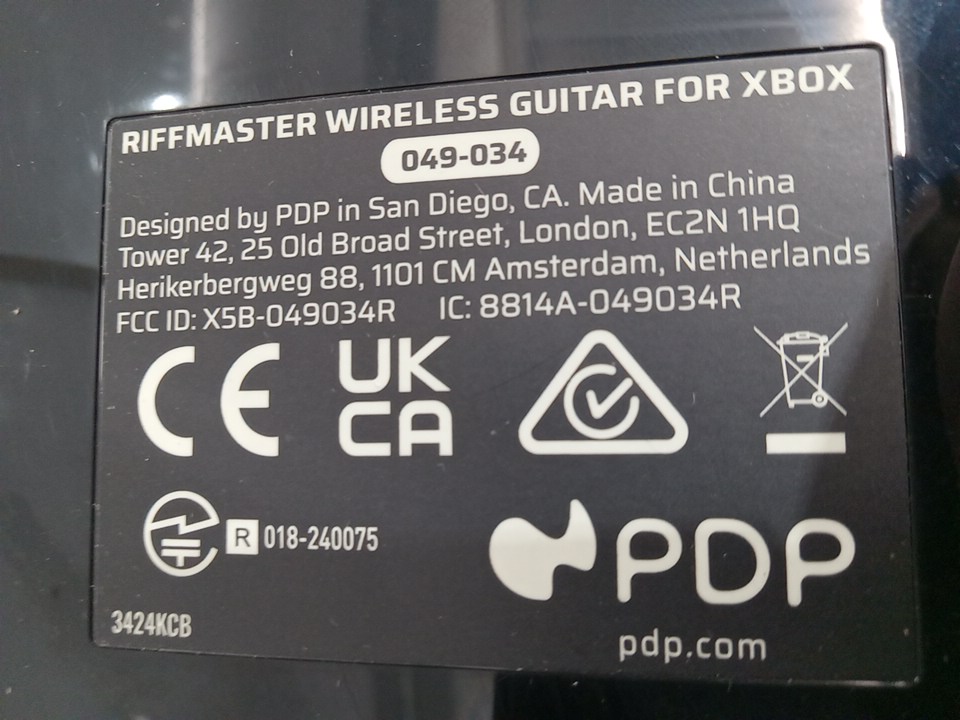 RIFFMASTER WIRELESS GUITAR FOR XBOX
049-034
Designed by PDP in San Diego, CA. Made in China
Tower 42, 25 Old Broad Street, London, EC2N 1HQ
Herikerbergweg 88, 1101 CM Amsterdam, Netherlands
FCC ID: X5B-049034R IC: 8814A-049034R
CE UK CA
R 018-240075
PDP
3424KCB
pdp.com